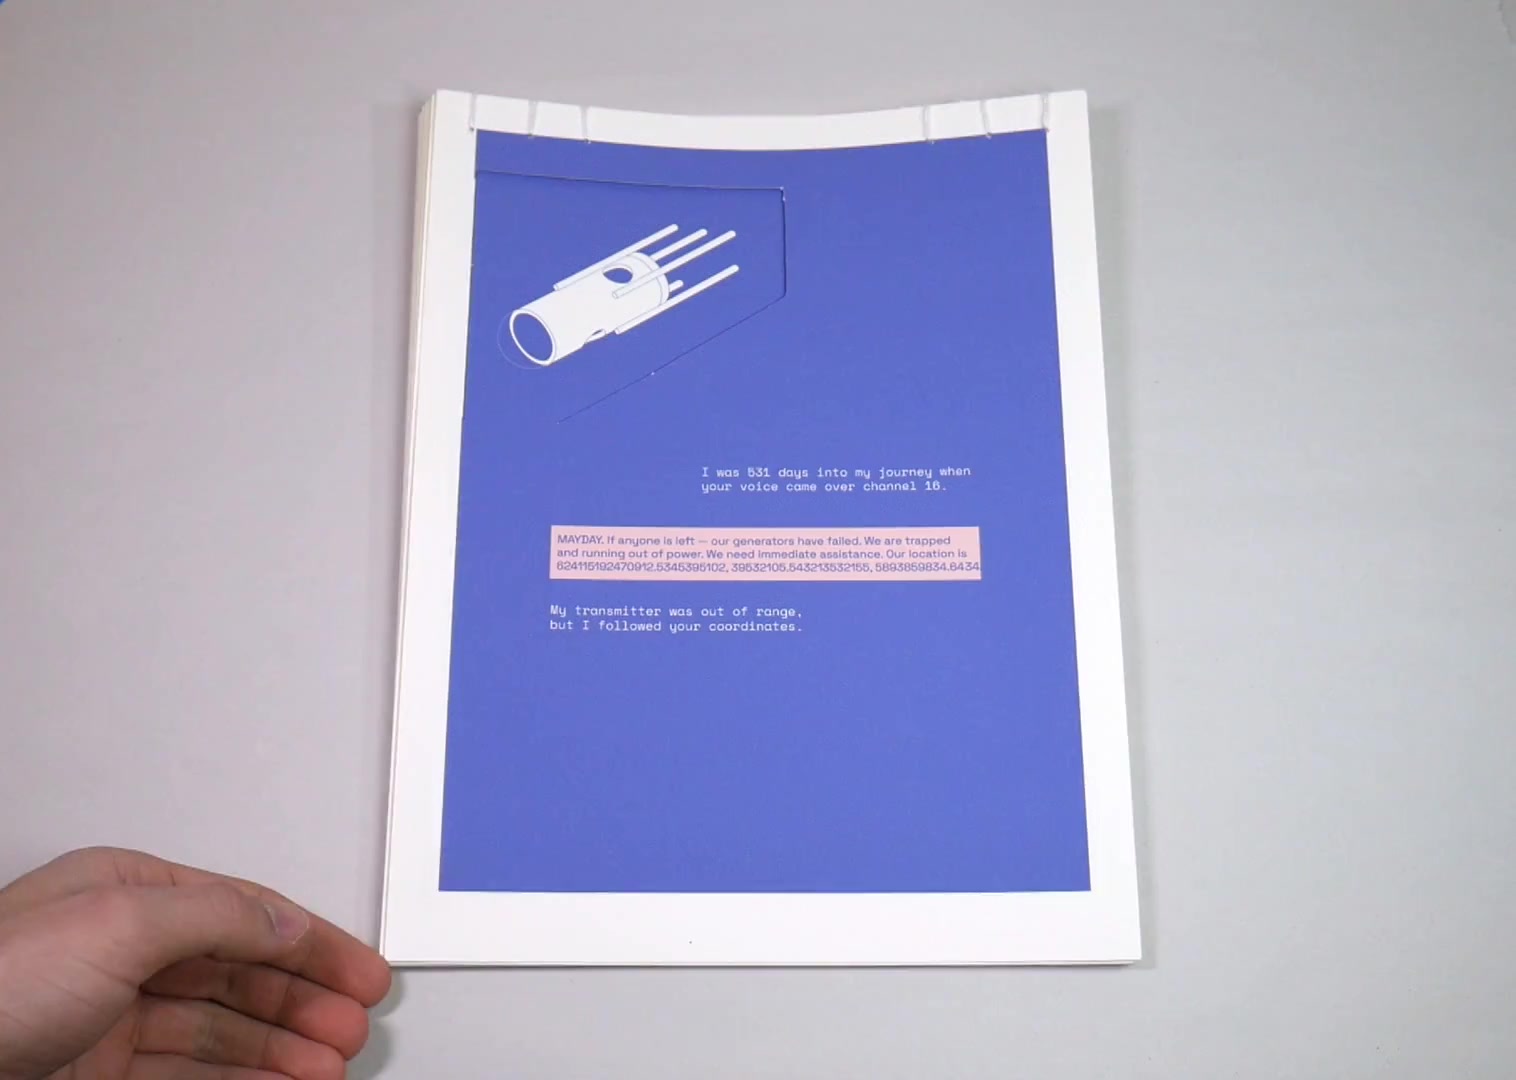 I was 531 days into my journey when
your voice came over channel 16.
MAYDAY. If anyone is left — our generators have failed. We are trapped
and running out of power. We need immediate assistance. Our location is
624115192470912.5345395102, 39532105.543213532155, 5893859834.6434
My transmitter was out of range,
but I followed your coordinates.